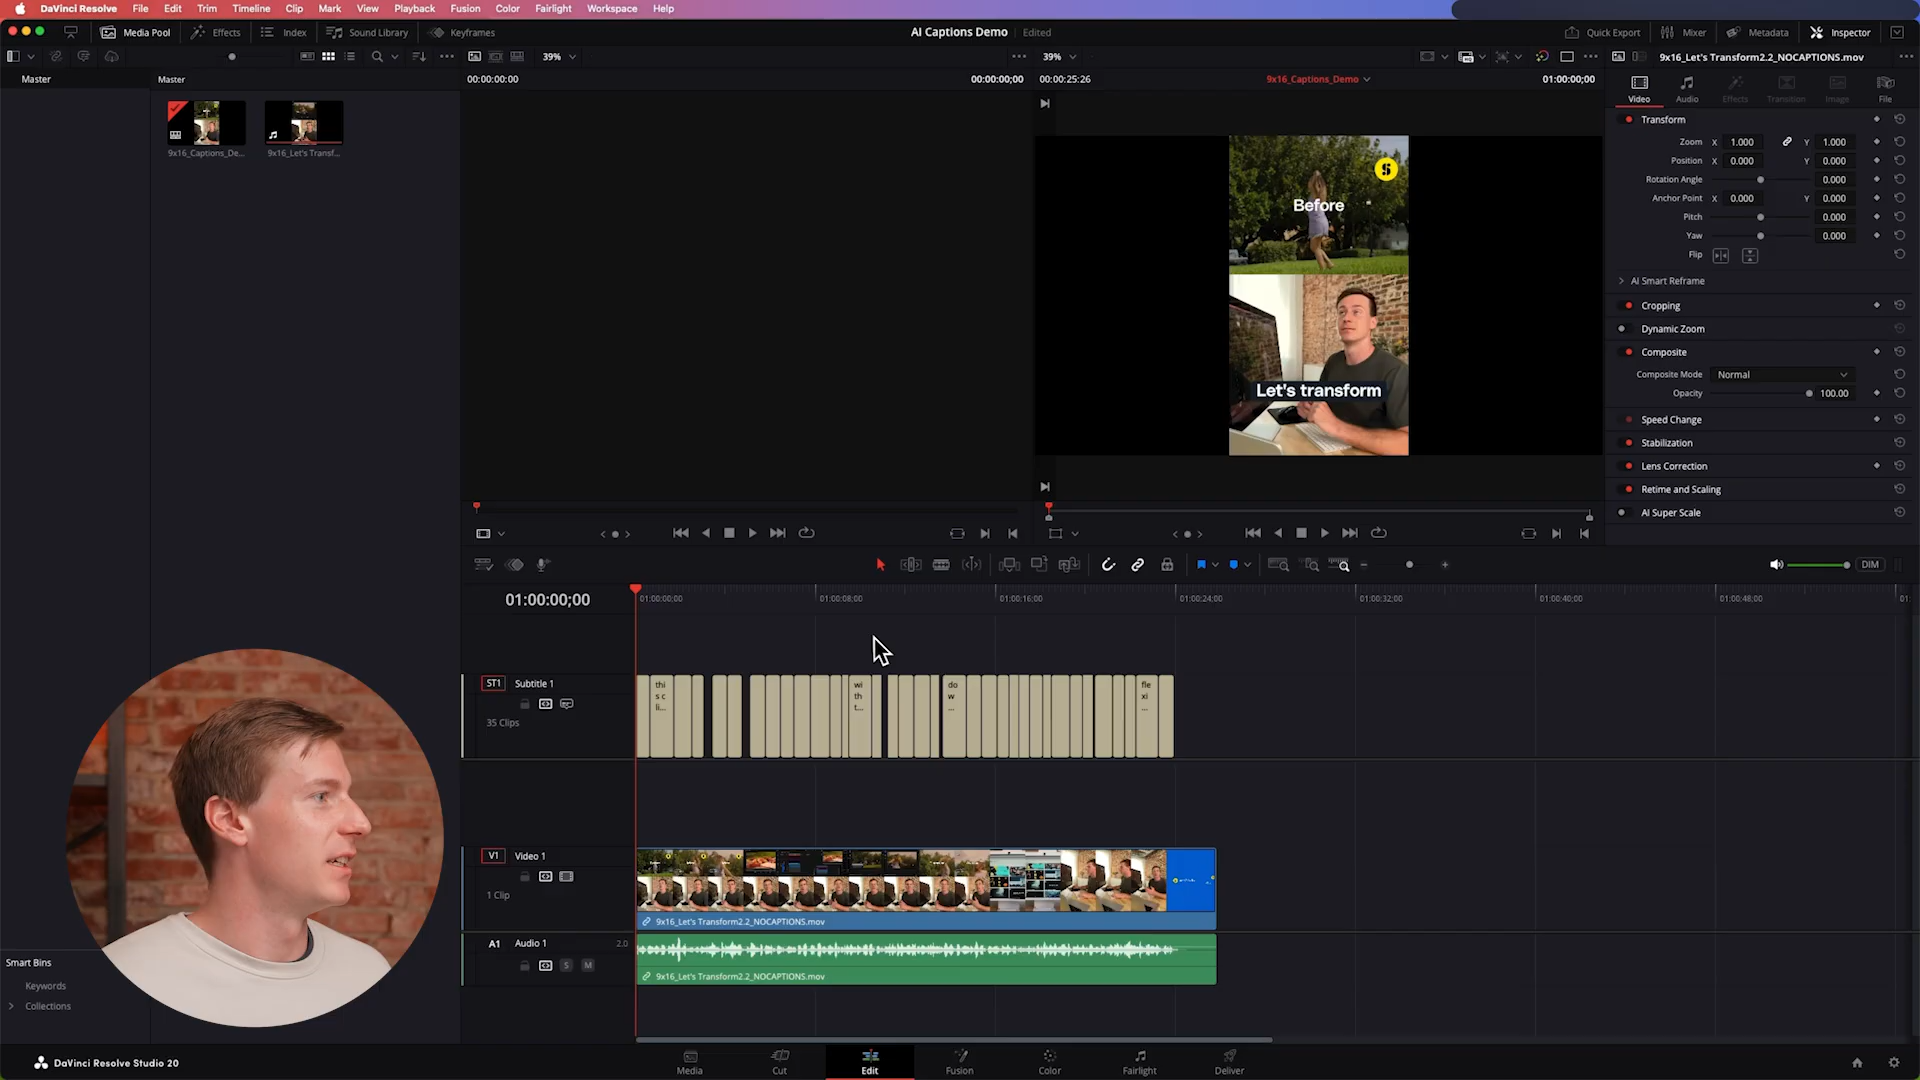 DaVinci Resolve File Edit Trim Timeline Clip Mark View Playback Fusion Color Fairlight Workspace Help
Media Pool Effects Index Sound Library Keyframes AI Captions Demo Edited Quick Export Mixer Metadata Inspector
39% 39% 9x16_Let's Transform2.2_NOCAPTIONS.mov
Master Master 00:00:00:00 00:00:00;00 00:00:25:26 9x16_Captions_Demo 01:00:00;00
Video Audio Effects Transition Image File
9x16_Captions_De... 9x16_Let's Transf...
Before
Let's transform
Transform
Zoom X 1.000 Y 1.000
Position X 0.000 Y 0.000
Rotation Angle 0.000
Anchor Point X 0.000 Y 0.000
Pitch 0.000
Yaw 0.000
Flip
AI Smart Reframe
Cropping
Dynamic Zoom
Composite
Composite Mode Normal
Opacity 100.00
Speed Change
Stabilization
Lens Correction
Retime and Scaling
AI Super Scale
DIM
01:00:00;00 01:00:00;00 01:00:08;00 01:00:16;00 01:00:24;00 01:00:32;00 01:00:40;00 01:00:48;00 01:
ST1 Subtitle 1
35 Clips
thi
s c
li...
wi
th
t...
do
w
...
fle
xi
...
V1 Video 1
1 Clip
9x16_Let's Transform2.2_NOCAPTIONS.mov
A1 Audio 1 2.0
S M
9x16_Let's Transform2.2_NOCAPTIONS.mov
Smart Bins
Keywords
Collections
DaVinci Resolve Studio 20
Media Cut Edit Fusion Color Fairlight Deliver